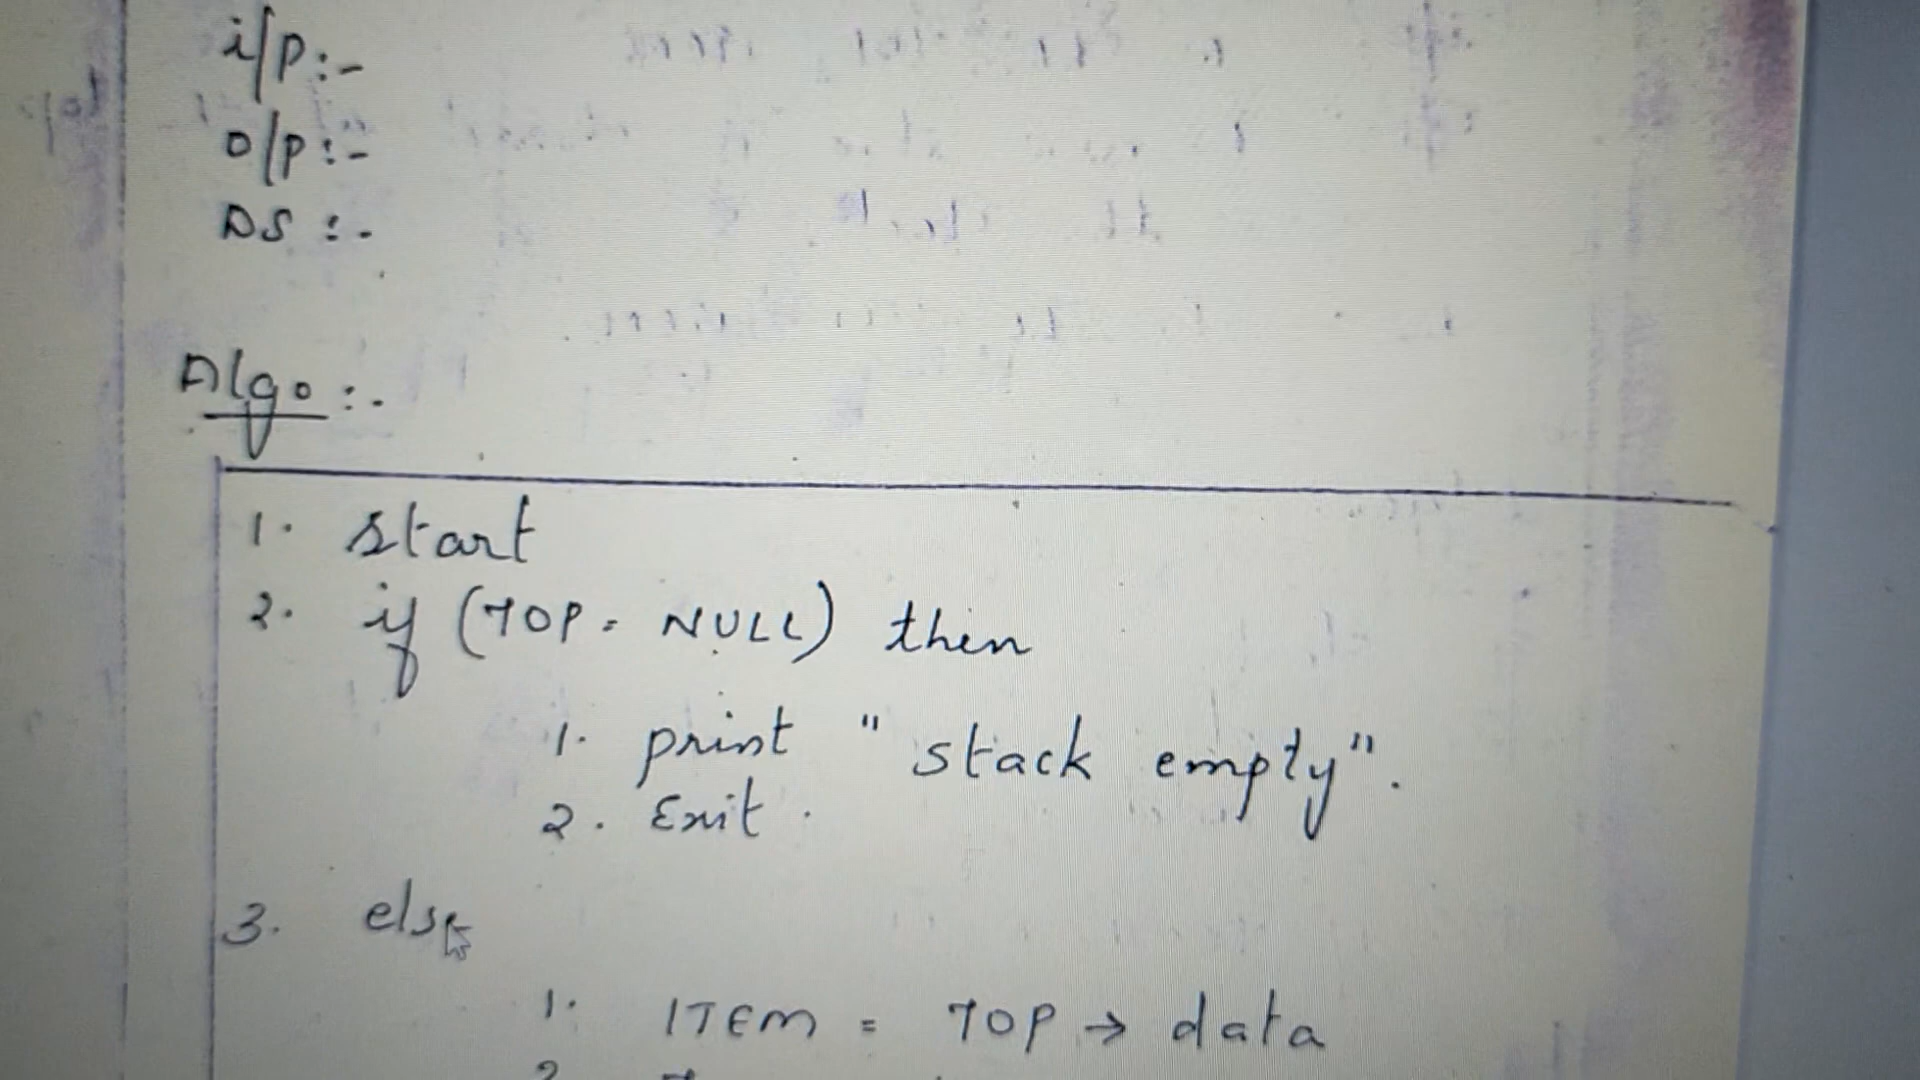 i/p:-
o/p:-
DS :-
Algo :-
1. start
2. if (TOP = NULL) then
1. print "stack empty".
2. Exit.
3. else
1. ITEM = TOP → data
2.